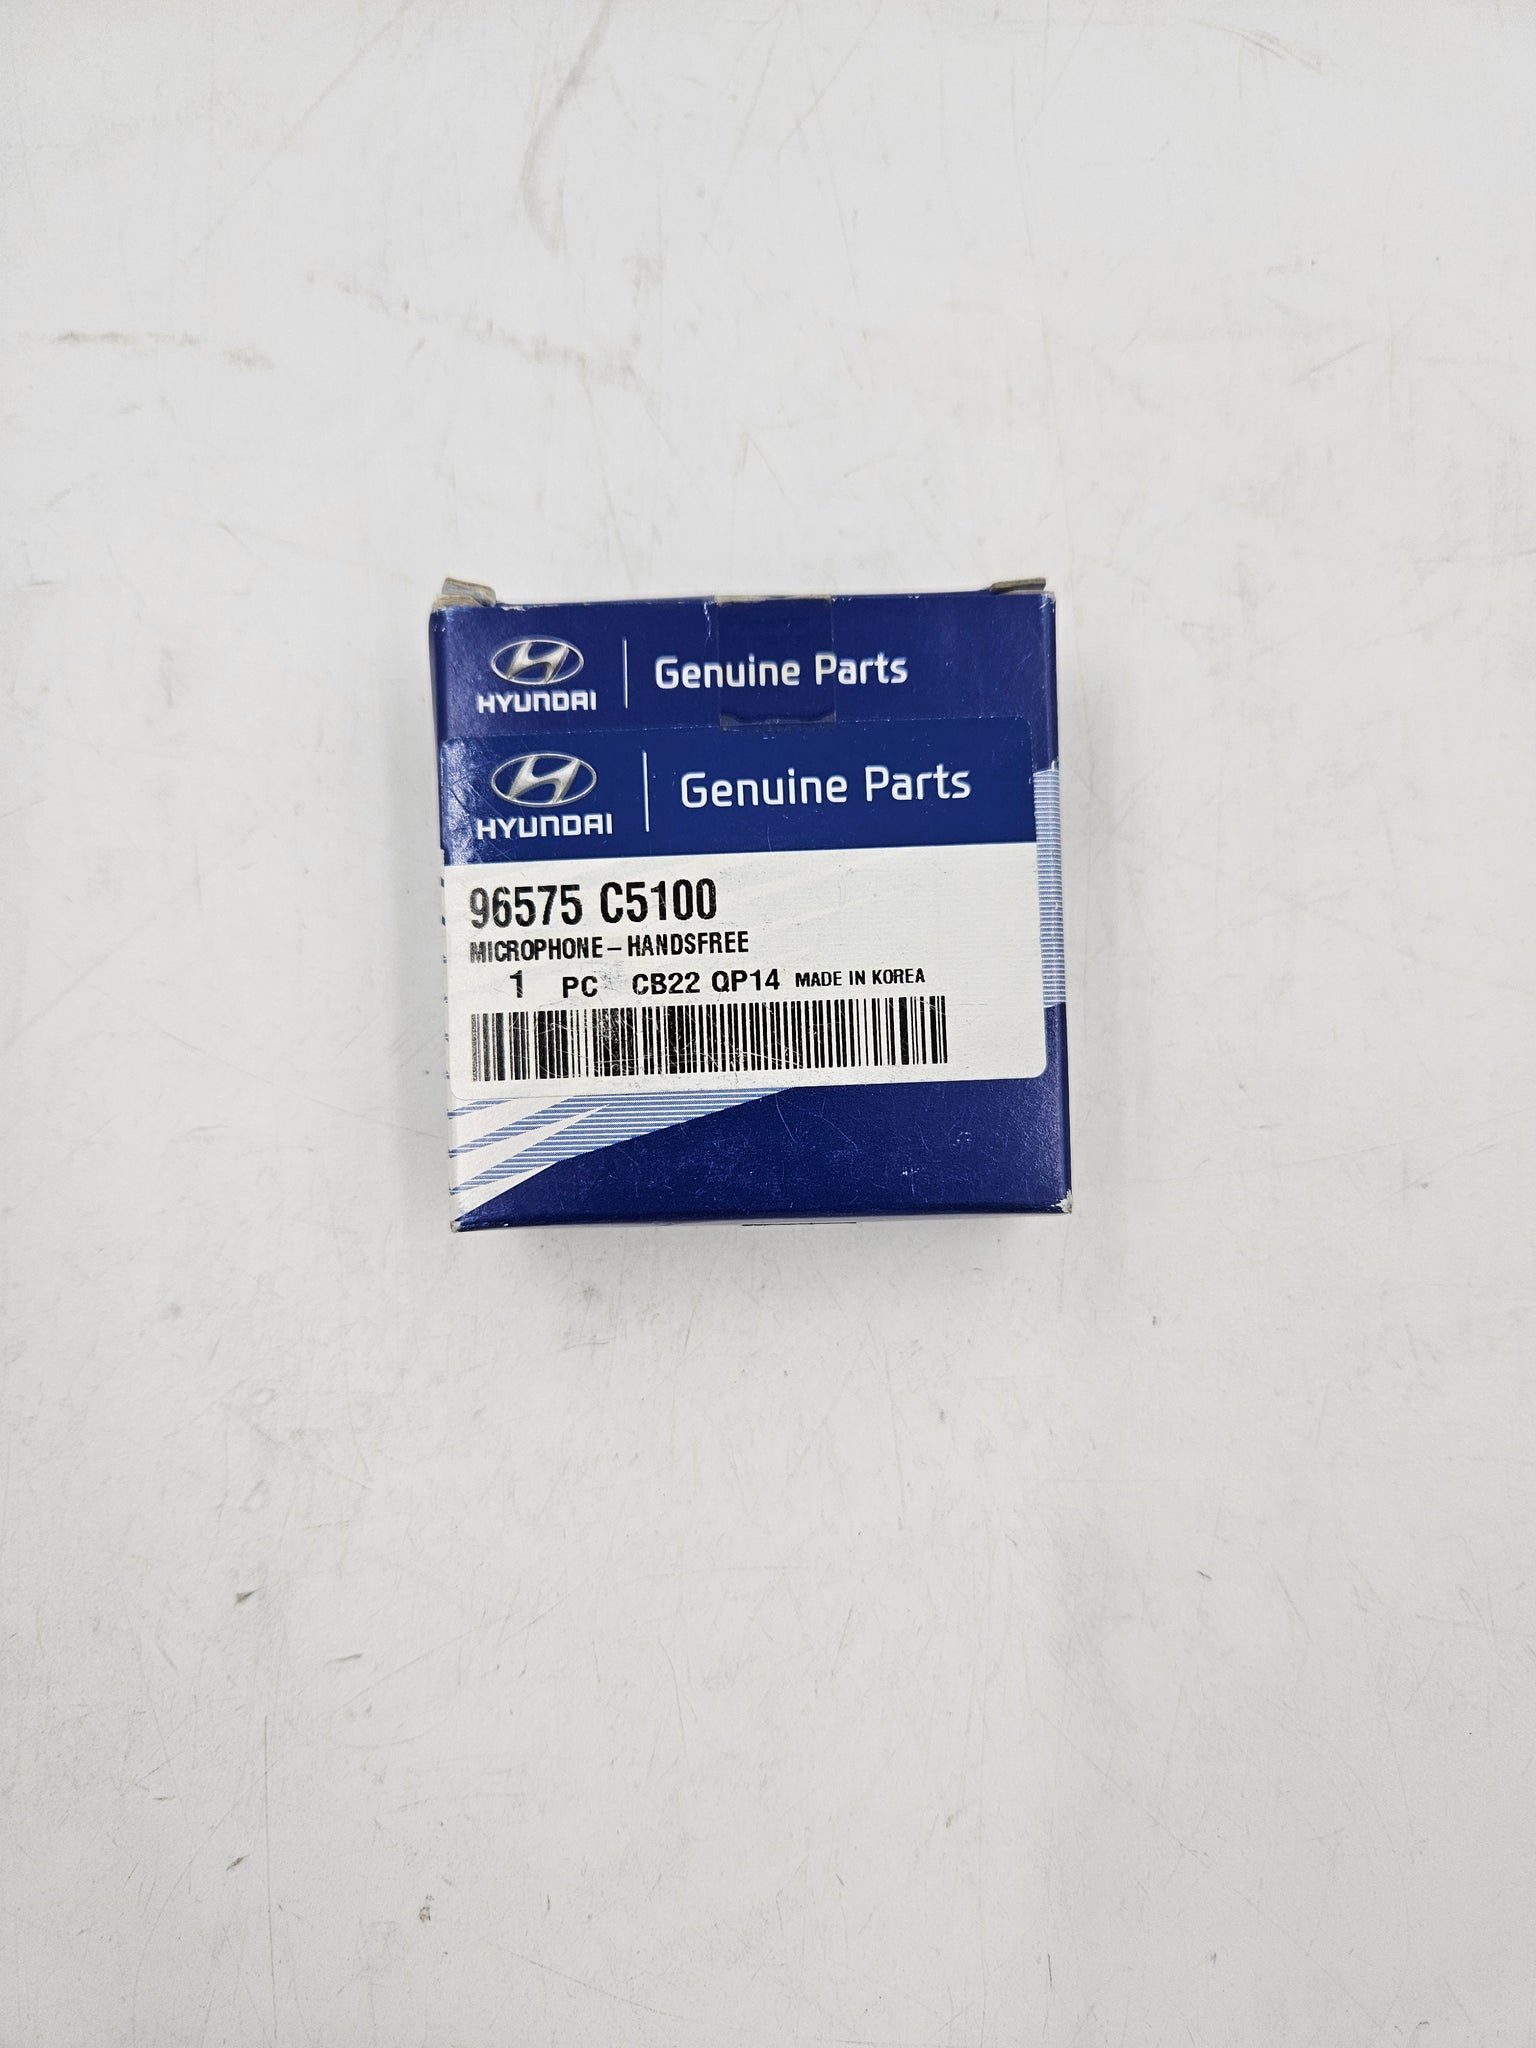 HYUNDAI Genuine Parts
HYUNDAI Genuine Parts
96575 C5100
MICROPHONE-HANDSFREE
1 PC CB22 QP14 MADE IN KOREA